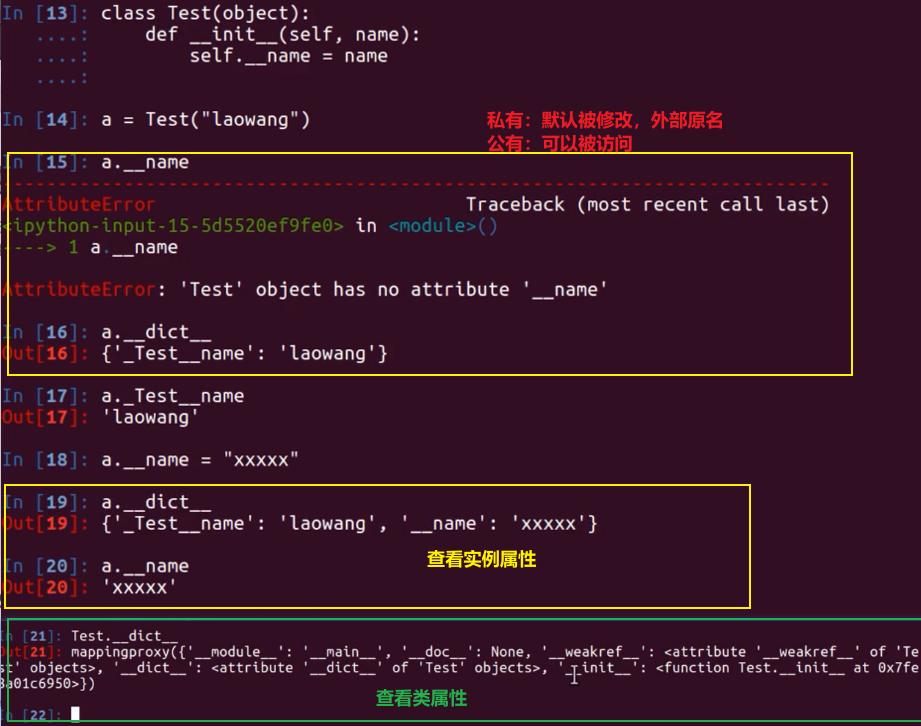 In [13]: class Test(object):
....: def __init__(self, name):
....: self.__name = name
....:
In [14]: a = Test("laowang")
私有：默认被修改，外部原名
公有：可以被访问
In [15]: a.__name
AttributeError Traceback (most recent call last)
<ipython-input-15-5d5520ef9fe0> in <module>()
----> 1 a.__name
AttributeError: 'Test' object has no attribute '__name'
In [16]: a.__dict__
Out[16]: {'_Test__name': 'laowang'}
In [17]: a._Test__name
Out[17]: 'laowang'
In [18]: a.__name = "xxxxx"
In [19]: a.__dict__
Out[19]: {'_Test__name': 'laowang', '__name': 'xxxxx'}
查看实例属性
In [20]: a.__name
Out[20]: 'xxxxx'
In [21]: Test.__dict__
Out[21]: mappingproxy({'__module__': '__main__', '__doc__': None, '__weakref__': <attribute '__weakref__' of 'Te
st' objects>, '__dict__': <attribute '__dict__' of 'Test' objects>, '__init__': <function Test.__init__ at 0x7fe
8a01c6950>})
查看类属性
In [22]: